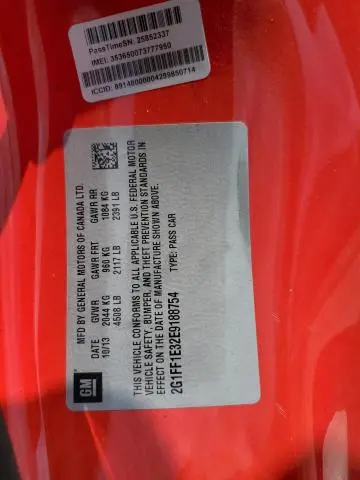 PassTimeSN: 25852337
IMEI: 353650073777950
ICCID: 89148000004299850714
MFD BY GENERAL MOTORS OF CANADA LTD.
DATE GVWR GAWR FRT GAWR RR
10/13 2044 KG 960 KG 1084 KG
4508 LB 2117 LB 2391 LB
GM
THIS VEHICLE CONFORMS TO ALL APPLICABLE U.S. FEDERAL MOTOR
VEHICLE SAFETY, BUMPER, AND THEFT PREVENTION STANDARDS IN
EFFECT ON THE DATE OF MANUFACTURE SHOWN ABOVE.
2G1FF1E32E9188754 TYPE: PASS CAR